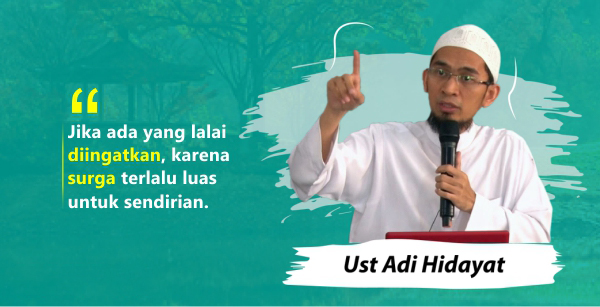 “
Jika ada yang lalai
diingatkan, karena
surga terlalu luas
untuk sendirian.
Ust Adi Hidayat